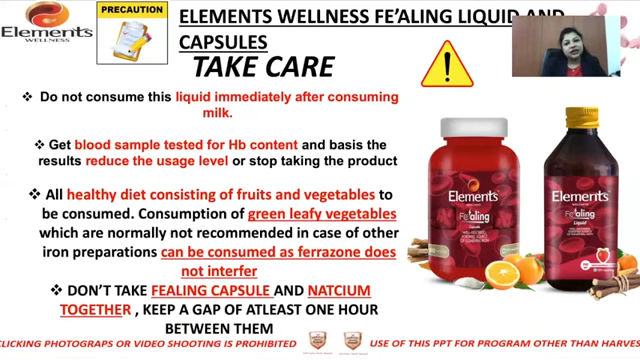 Elements
WELLNESS
PRECAUTION
ELEMENTS WELLNESS FE'ALING LIQUID AND
CAPSULES
TAKE CARE
Do not consume this liquid immediately after consuming
milk.
Get blood sample tested for Hb content and basis the
results reduce the usage level or stop taking the product
All healthy diet consisting of fruits and vegetables to
be consumed. Consumption of green leafy vegetables
which are normally not recommended in case of other
iron preparations can be consumed as ferrazone does
not interfer
DON'T TAKE FEALING CAPSULE AND NATCIUM
TOGETHER , KEEP A GAP OF ATLEAST ONE HOUR
BETWEEN THEM
Elements
Fe'aling
Capsule
Elements
Fe'aling
Liquid
CLICKING PHOTOGRAPS OR VIDEO SHOOTING IS PROHIBITED
USE OF THIS PPT FOR PROGRAM OTHER THAN HARVES